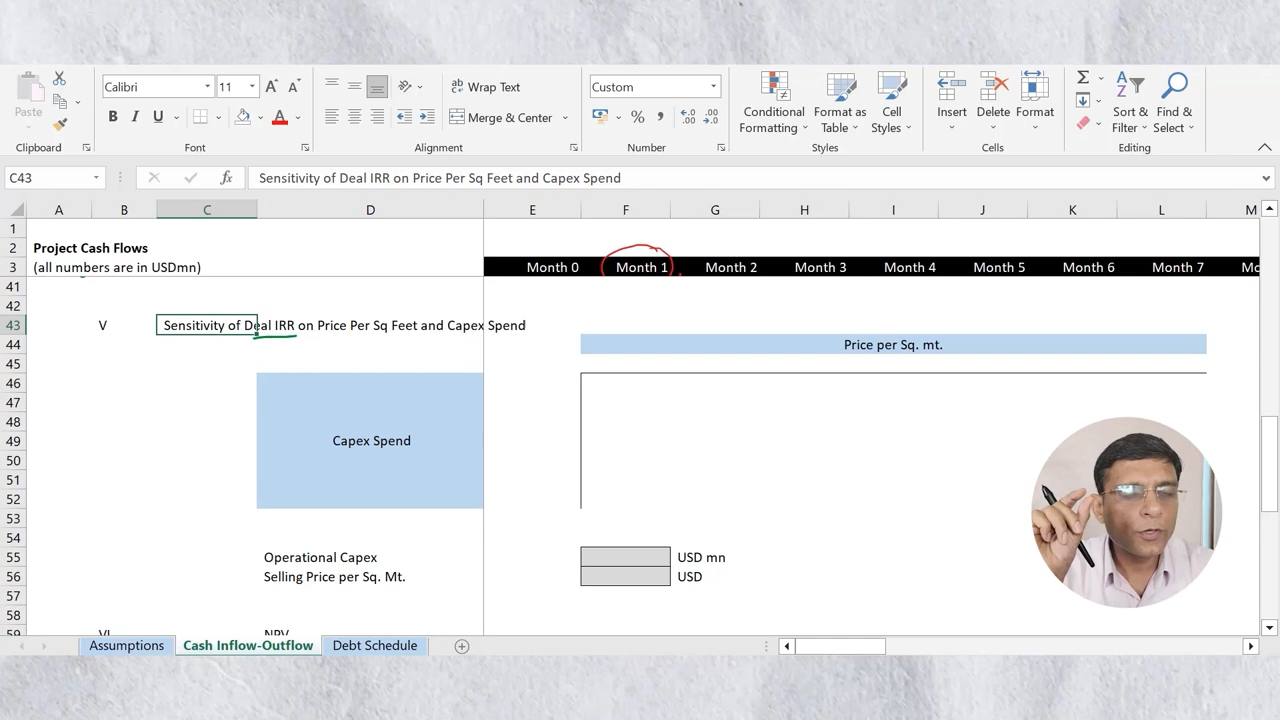 Calibri 11 Wrap Text Custom
Paste Merge & Center Conditional Formatting Format as Table Cell Styles Insert Delete Format Sort & Filter Find & Select
Clipboard Font Alignment Number Styles Cells Editing
C43 fx Sensitivity of Deal IRR on Price Per Sq Feet and Capex Spend
A B C D E F G H I J K L M
1
2 Project Cash Flows
3 (all numbers are in USDmn) Month 0 Month 1 Month 2 Month 3 Month 4 Month 5 Month 6 Month 7 Mo
41
42
43 V Sensitivity of Deal IRR on Price Per Sq Feet and Capex Spend
44 Price per Sq. mt.
45
46
47
48
49 Capex Spend
50
51
52
53
54
55 Operational Capex USD mn
56 Selling Price per Sq. Mt. USD
57
58
59 VI NPV
Assumptions Cash Inflow-Outflow Debt Schedule